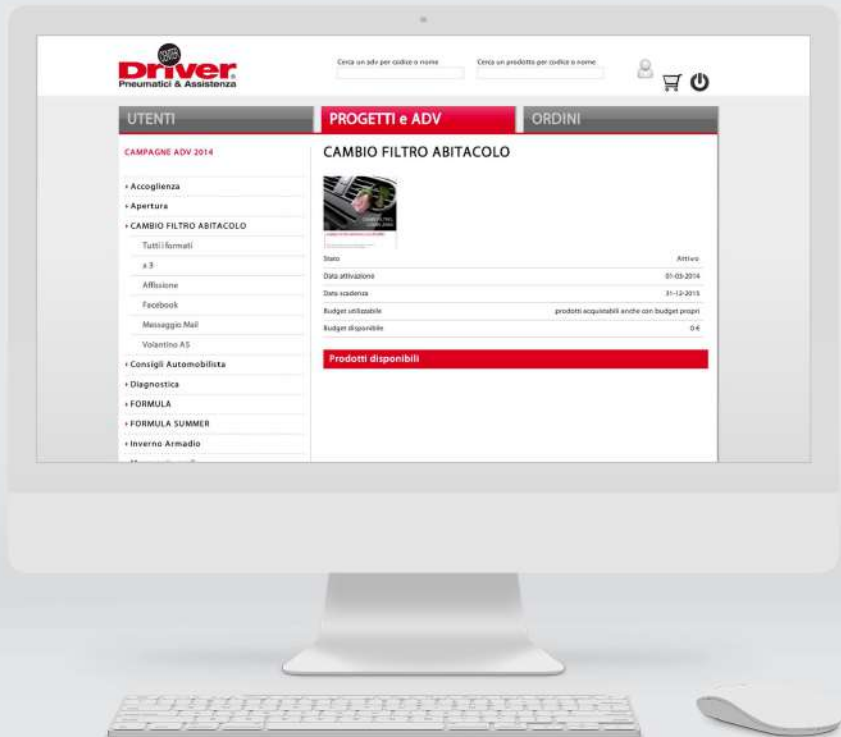 CENTER
Driver
Pneumatici & Assistenza
Cerca un adv per codice o nome
Cerca un prodotto per codice o nome
UTENTI
PROGETTI e ADV
ORDINI
CAMPAGNE ADV 2014
Accoglienza
Apertura
CAMBIO FILTRO ABITACOLO
Tutti i formati
a 3
Affissione
Facebook
Messaggio Mail
Volantino A5
Consigli Automobilista
Diagnostica
FORMULA
FORMULA SUMMER
Inverno Armadio
CAMBIO FILTRO ABITACOLO
Stato
Attivo
Data attivazione
01-03-2014
Data scadenza
31-12-2015
Budget utilizzabile
prodotti acquistabili anche con budget propri
Budget disponibile
0 €
Prodotti disponibili